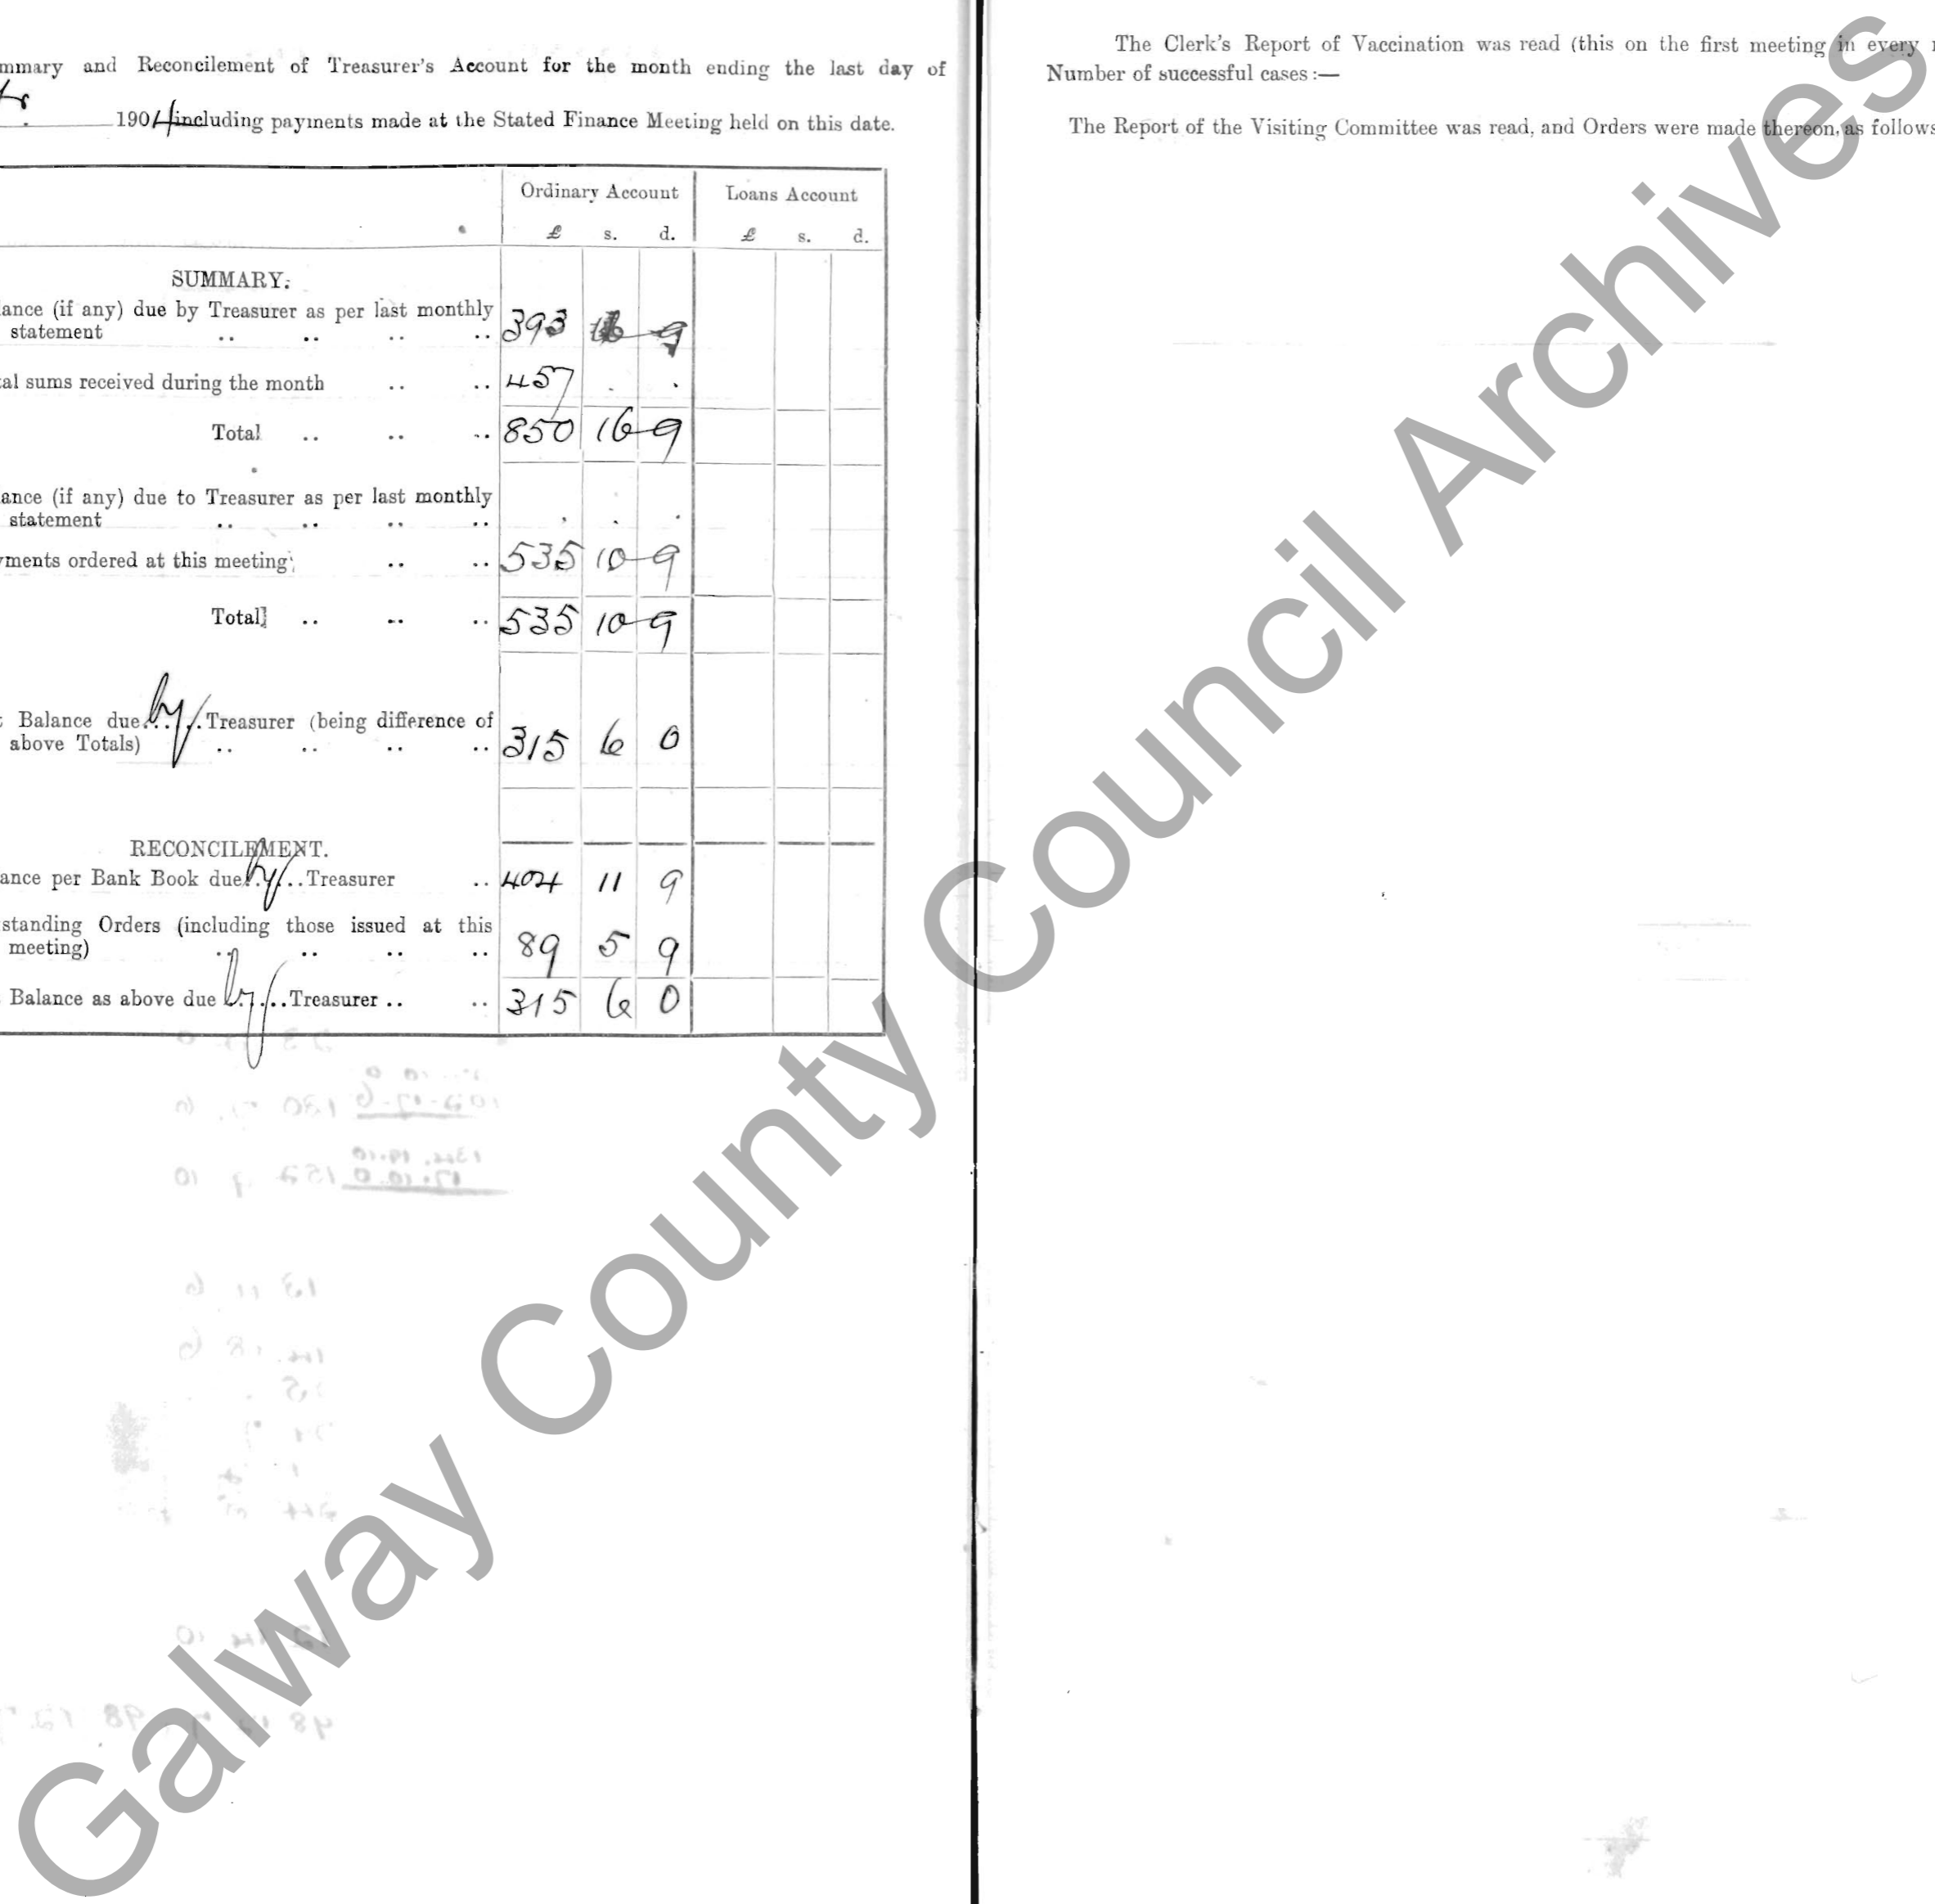 mmary and Reconcilement of Treasurer's Account for the month ending the last day of
1904 including payments made at the Stated Finance Meeting held on this date.
Ordinary Account Loans Account
£ s. d. £ s. d.
SUMMARY.
lance (if any) due by Treasurer as per last monthly
statement .. .. .. .. 393 16 9
tal sums received during the month .. .. 457 . .
Total .. .. .. 850 16 9
ance (if any) due to Treasurer as per last monthly
statement .. .. .. .. . . .
yments ordered at this meeting .. .. 535 10 9
Total .. .. .. 535 10 9
Balance due by Treasurer (being difference of
above Totals) .. .. .. .. 315 6 0
RECONCILEMENT.
ance per Bank Book due by Treasurer .. 404 11 9
standing Orders (including those issued at this
meeting) .. .. .. .. 89 5 9
Balance as above due by Treasurer .. .. 315 6 0
The Clerk's Report of Vaccination was read (this on the first meeting in every
Number of successful cases :—
The Report of the Visiting Committee was read, and Orders were made thereon, as follows
Galway County Council Archives